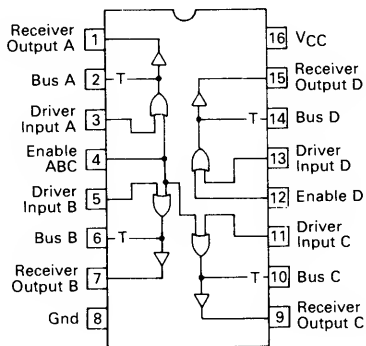 Receiver
Output A
1
Bus A
2
T
Driver
Input A
3
Enable
ABC
4
Driver
Input B
5
Bus B
6
T
Receiver
Output B
7
Gnd
8
16
VCC
15
Receiver
Output D
T
14
Bus D
13
Driver
Input D
12
Enable D
11
Driver
Input C
T
10
Bus C
9
Receiver
Output C